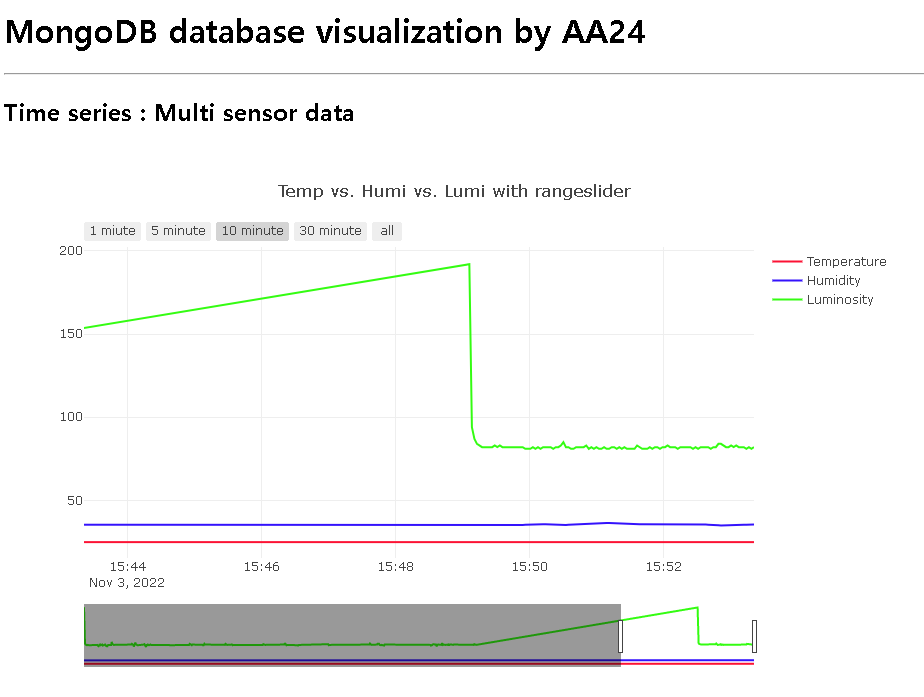 MongoDB database visualization by AA24
Time series : Multi sensor data
Temp vs. Humi vs. Lumi with rangeslider
1 miute 5 minute 10 minute 30 minute all
200
150
100
50
Temperature
Humidity
Luminosity
15:44 15:46 15:48 15:50 15:52
Nov 3, 2022